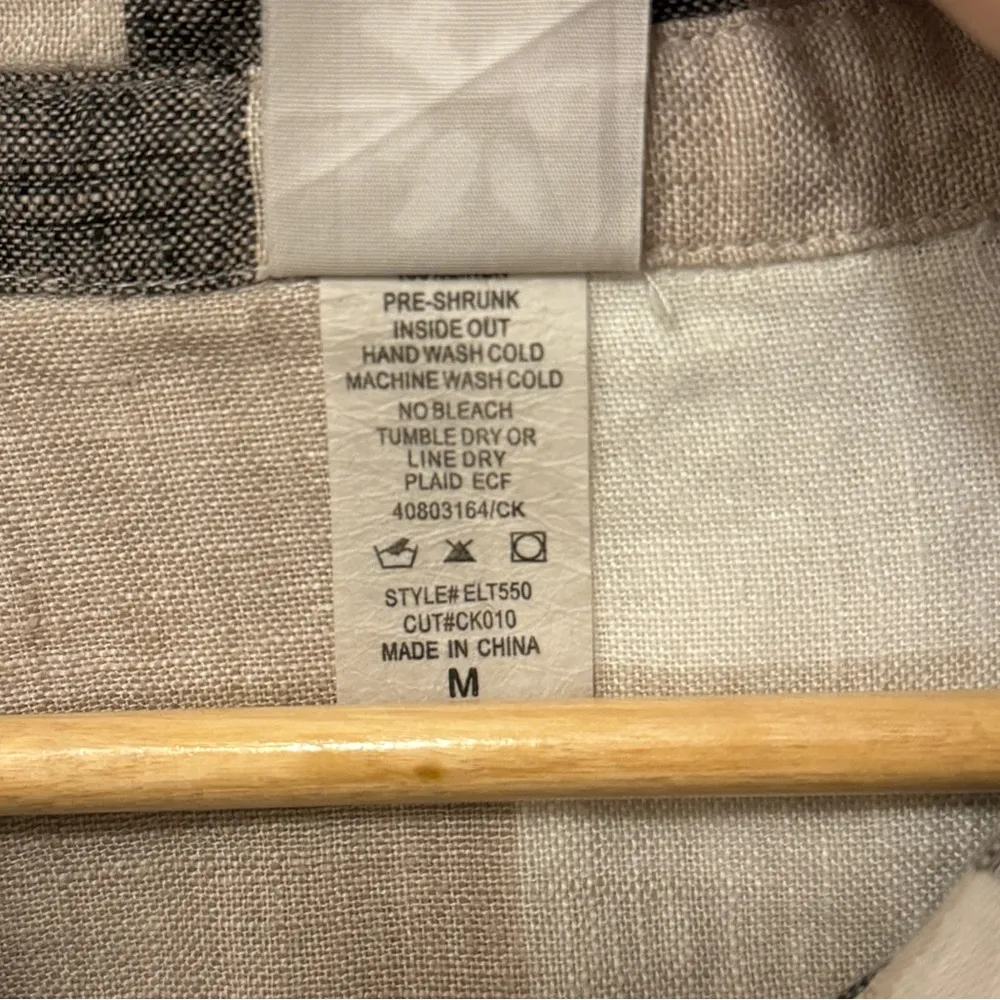 PRE-SHRUNK
INSIDE OUT
HAND WASH COLD
MACHINE WASH COLD
NO BLEACH
TUMBLE DRY OR
LINE DRY
PLAID ECF
40803164/CK
STYLE# ELT550
CUT#CK010
MADE IN CHINA
M